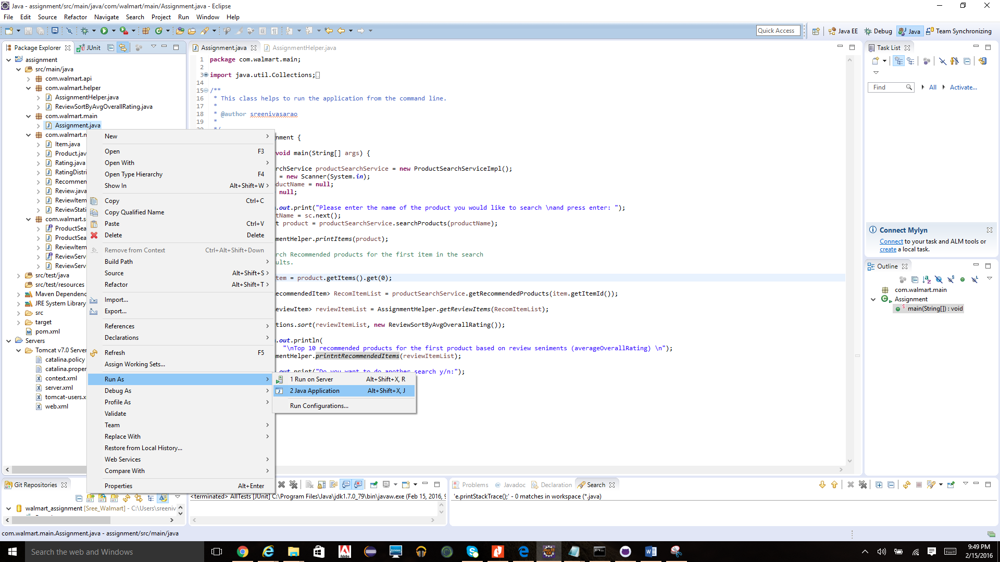 Java - assignment/src/main/java/com/walmart/main/Assignment.java - Eclipse
File Edit Source Refactor Navigate Search Project Run Window Help
Quick Access
Java EE Debug Java Team Synchronizing
Package Explorer JUnit
assignment
src/main/java
com.walmart.api
com.walmart.helper
AssignmentHelper.java
ReviewSortByAvgOverallRating.java
com.walmart.main
Assignment.java
com.walmart.n
Item.java
Product.jav
Rating.java
RatingDistri
Recommen
Review.java
ReviewItem
ReviewStati
com.walmart.s
ProductSea
ProductSea
ReviewItem
ReviewServ
ReviewServ
src/test/java
src/test/resources
Maven Dependenc
JRE System Library
src
target
pom.xml
Servers
Tomcat v7.0 Server
catalina.policy
catalina.proper
context.xml
server.xml
tomcat-users.x
web.xml
New
Open F3
Open With
Open Type Hierarchy F4
Show In Alt+Shift+W
Copy Ctrl+C
Copy Qualified Name
Paste Ctrl+V
Delete Delete
Remove from Context Ctrl+Alt+Shift+Down
Build Path
Source Alt+Shift+S
Refactor Alt+Shift+T
Import...
Export...
References
Declarations
Refresh F5
Assign Working Sets...
Run As
Debug As
Profile As
Validate
Team
Replace With
Restore from Local History...
Web Services
Compare With
Properties Alt+Enter
1 Run on Server Alt+Shift+X, R
2 Java Application Alt+Shift+X, J
Run Configurations...
Assignment.java AssignmentHelper.java
1 package com.walmart.main;
2
3 import java.util.Collections;
14
15 /**
16 * This class helps to run the application from the command line.
17 *
18 * @author sreenivasarao
19 *
20 */
nment {
void main(String[] args) {
rchService productSearchService = new ProductSearchServiceImpl();
= new Scanner(System.in);
ductName = null;
null;
.out.print("Please enter the name of the product you would like to search \nand press enter: ");
tName = sc.next();
t product = productSearchService.searchProducts(productName);
mentHelper.printItems(product);
rch Recommended products for the first item in the search
ults.
tem = product.getItems().get(0);
ecommendedItem> RecomItemList = productSearchService.getRecommendedProducts(item.getItemId());
eviewItem> reviewItemList = AssignmentHelper.getReviewItems(RecomItemList);
tions.sort(reviewItemList, new ReviewSortByAvgOverallRating());
.out.println(
"\nTop 10 recommended products for the first product based on review seniments (averageOverallRating) \n");
mentHelper.printntRecommendedItems(reviewItemList);
.out.print("Do you want to do another search y/n:");
Task List
Find All Activate...
Connect Mylyn
Connect to your task and ALM tools or
create a local task.
Outline
com.walmart.main
Assignment
main(String[]) : void
Git Repositories
walmart_assignment [Sree_Walmart] - C:\Users\sreeniv
<terminated> AllTests [JUnit] C:\Program Files\Java\jdk1.7.0_79\bin\javaw.exe (Feb 15, 2016, 9
Problems Javadoc Declaration Search
'e.printStackTrace();' - 0 matches in workspace (*.java)
com.walmart.main.Assignment.java - assignment/src/main/java
Search the web and Windows
9:49 PM
2/15/2016